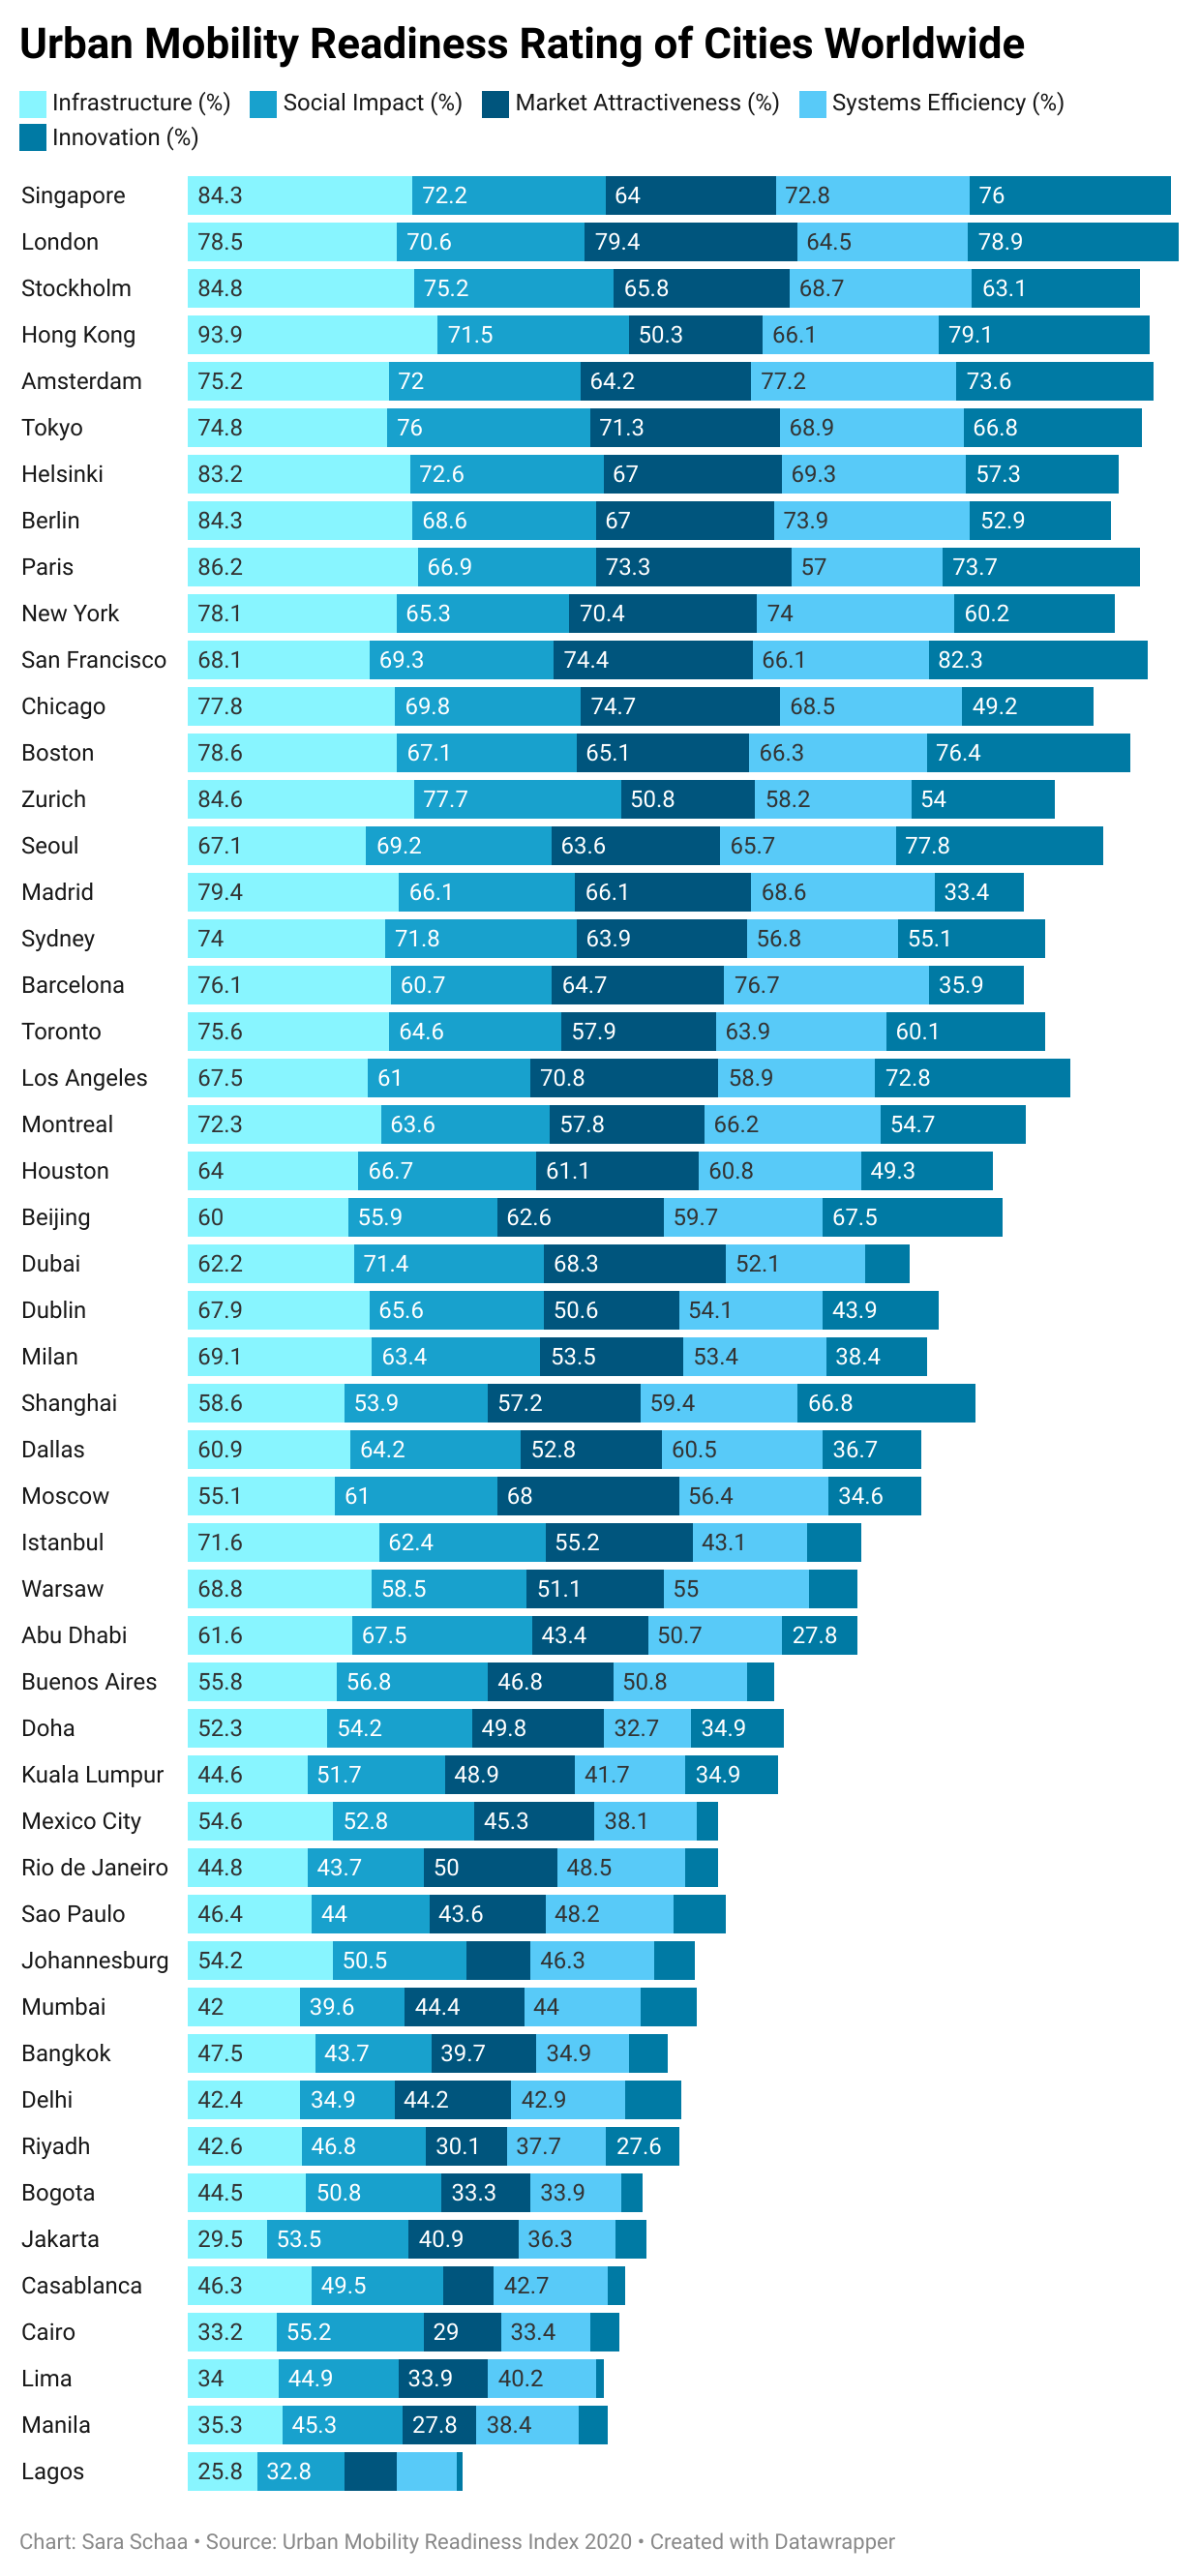 Urban Mobility Readiness Rating of Cities Worldwide
Infrastructure (%) Social Impact (%) Market Attractiveness (%) Systems Efficiency (%)
Innovation (%)
Singapore 84.3 72.2 64 72.8 76
London 78.5 70.6 79.4 64.5 78.9
Stockholm 84.8 75.2 65.8 68.7 63.1
Hong Kong 93.9 71.5 50.3 66.1 79.1
Amsterdam 75.2 72 64.2 77.2 73.6
Tokyo 74.8 76 71.3 68.9 66.8
Helsinki 83.2 72.6 67 69.3 57.3
Berlin 84.3 68.6 67 73.9 52.9
Paris 86.2 66.9 73.3 57 73.7
New York 78.1 65.3 70.4 74 60.2
San Francisco 68.1 69.3 74.4 66.1 82.3
Chicago 77.8 69.8 74.7 68.5 49.2
Boston 78.6 67.1 65.1 66.3 76.4
Zurich 84.6 77.7 50.8 58.2 54
Seoul 67.1 69.2 63.6 65.7 77.8
Madrid 79.4 66.1 66.1 68.6 33.4
Sydney 74 71.8 63.9 56.8 55.1
Barcelona 76.1 60.7 64.7 76.7 35.9
Toronto 75.6 64.6 57.9 63.9 60.1
Los Angeles 67.5 61 70.8 58.9 72.8
Montreal 72.3 63.6 57.8 66.2 54.7
Houston 64 66.7 61.1 60.8 49.3
Beijing 60 55.9 62.6 59.7 67.5
Dubai 62.2 71.4 68.3 52.1
Dublin 67.9 65.6 50.6 54.1 43.9
Milan 69.1 63.4 53.5 53.4 38.4
Shanghai 58.6 53.9 57.2 59.4 66.8
Dallas 60.9 64.2 52.8 60.5 36.7
Moscow 55.1 61 68 56.4 34.6
Istanbul 71.6 62.4 55.2 43.1
Warsaw 68.8 58.5 51.1 55
Abu Dhabi 61.6 67.5 43.4 50.7 27.8
Buenos Aires 55.8 56.8 46.8 50.8
Doha 52.3 54.2 49.8 32.7 34.9
Kuala Lumpur 44.6 51.7 48.9 41.7 34.9
Mexico City 54.6 52.8 45.3 38.1
Rio de Janeiro 44.8 43.7 50 48.5
Sao Paulo 46.4 44 43.6 48.2
Johannesburg 54.2 50.5 46.3
Mumbai 42 39.6 44.4 44
Bangkok 47.5 43.7 39.7 34.9
Delhi 42.4 34.9 44.2 42.9
Riyadh 42.6 46.8 30.1 37.7 27.6
Bogota 44.5 50.8 33.3 33.9
Jakarta 29.5 53.5 40.9 36.3
Casablanca 46.3 49.5 42.7
Cairo 33.2 55.2 29 33.4
Lima 34 44.9 33.9 40.2
Manila 35.3 45.3 27.8 38.4
Lagos 25.8 32.8
Chart: Sara Schaa • Source: Urban Mobility Readiness Index 2020 • Created with Datawrapper